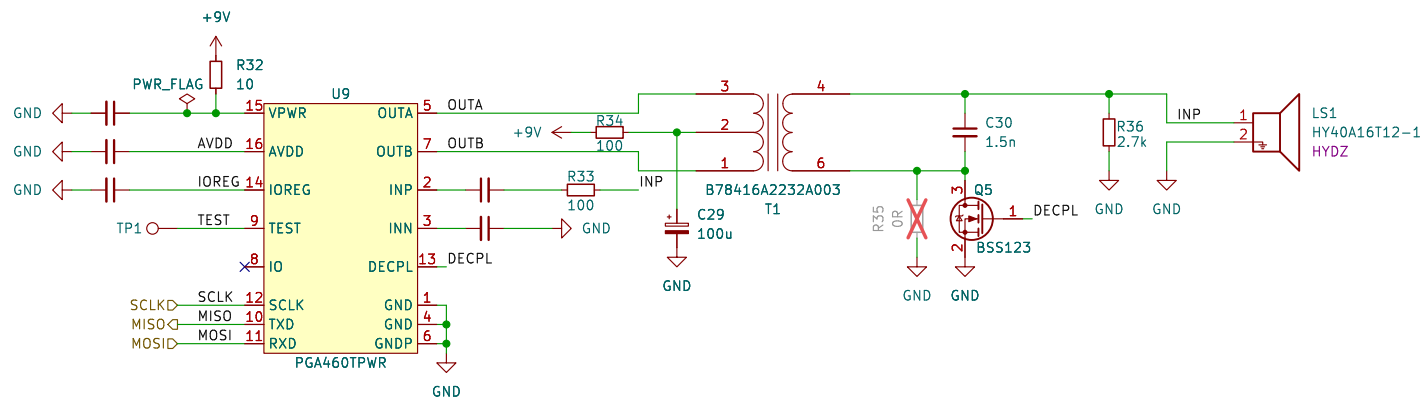 +9V
R32
10
PWR_FLAG
U9
GND
15
VPWR
OUTA
5
OUTA
GND
AVDD
16
AVDD
OUTB
7
OUTB
GND
IOREG
14
IOREG
INP
2
R33
100
INP
TP1
TEST
9
TEST
INN
3
GND
8
IO
DECPL
13
DECPL
SCLK
SCLK
12
SCLK
GND
1
MISO
MISO
10
TXD
GND
4
MOSI
MOSI
11
RXD
GNDP
6
PGA460TPWR
GND
+9V
R34
100
3
2
1
4
6
B78416A2232A003
T1
C29
+
100u
GND
C30
1.5n
R35
0R
GND
3
Q5
1
DECPL
2
BSS123
GND
R36
2.7k
GND
GND
INP
1
2
LS1
HY40A16T12-1
HYDZ